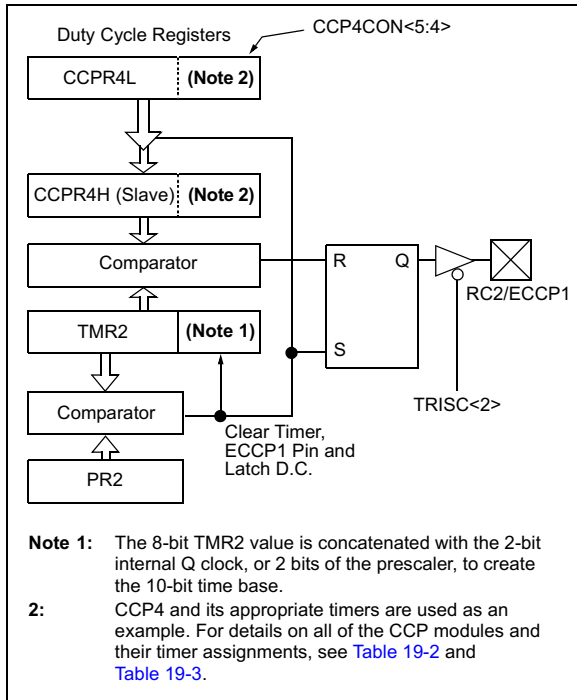 Duty Cycle Registers
CCP4CON<5:4>
CCPR4L
(Note 2)
CCPR4H (Slave)
(Note 2)
Comparator
R
Q
RC2/ECCP1
TMR2
(Note 1)
S
TRISC<2>
Comparator
Clear Timer,
ECCP1 Pin and
Latch D.C.
PR2
Note 1: The 8-bit TMR2 value is concatenated with the 2-bit
internal Q clock, or 2 bits of the prescaler, to create
the 10-bit time base.
2: CCP4 and its appropriate timers are used as an
example. For details on all of the CCP modules and
their timer assignments, see Table 19-2 and
Table 19-3.